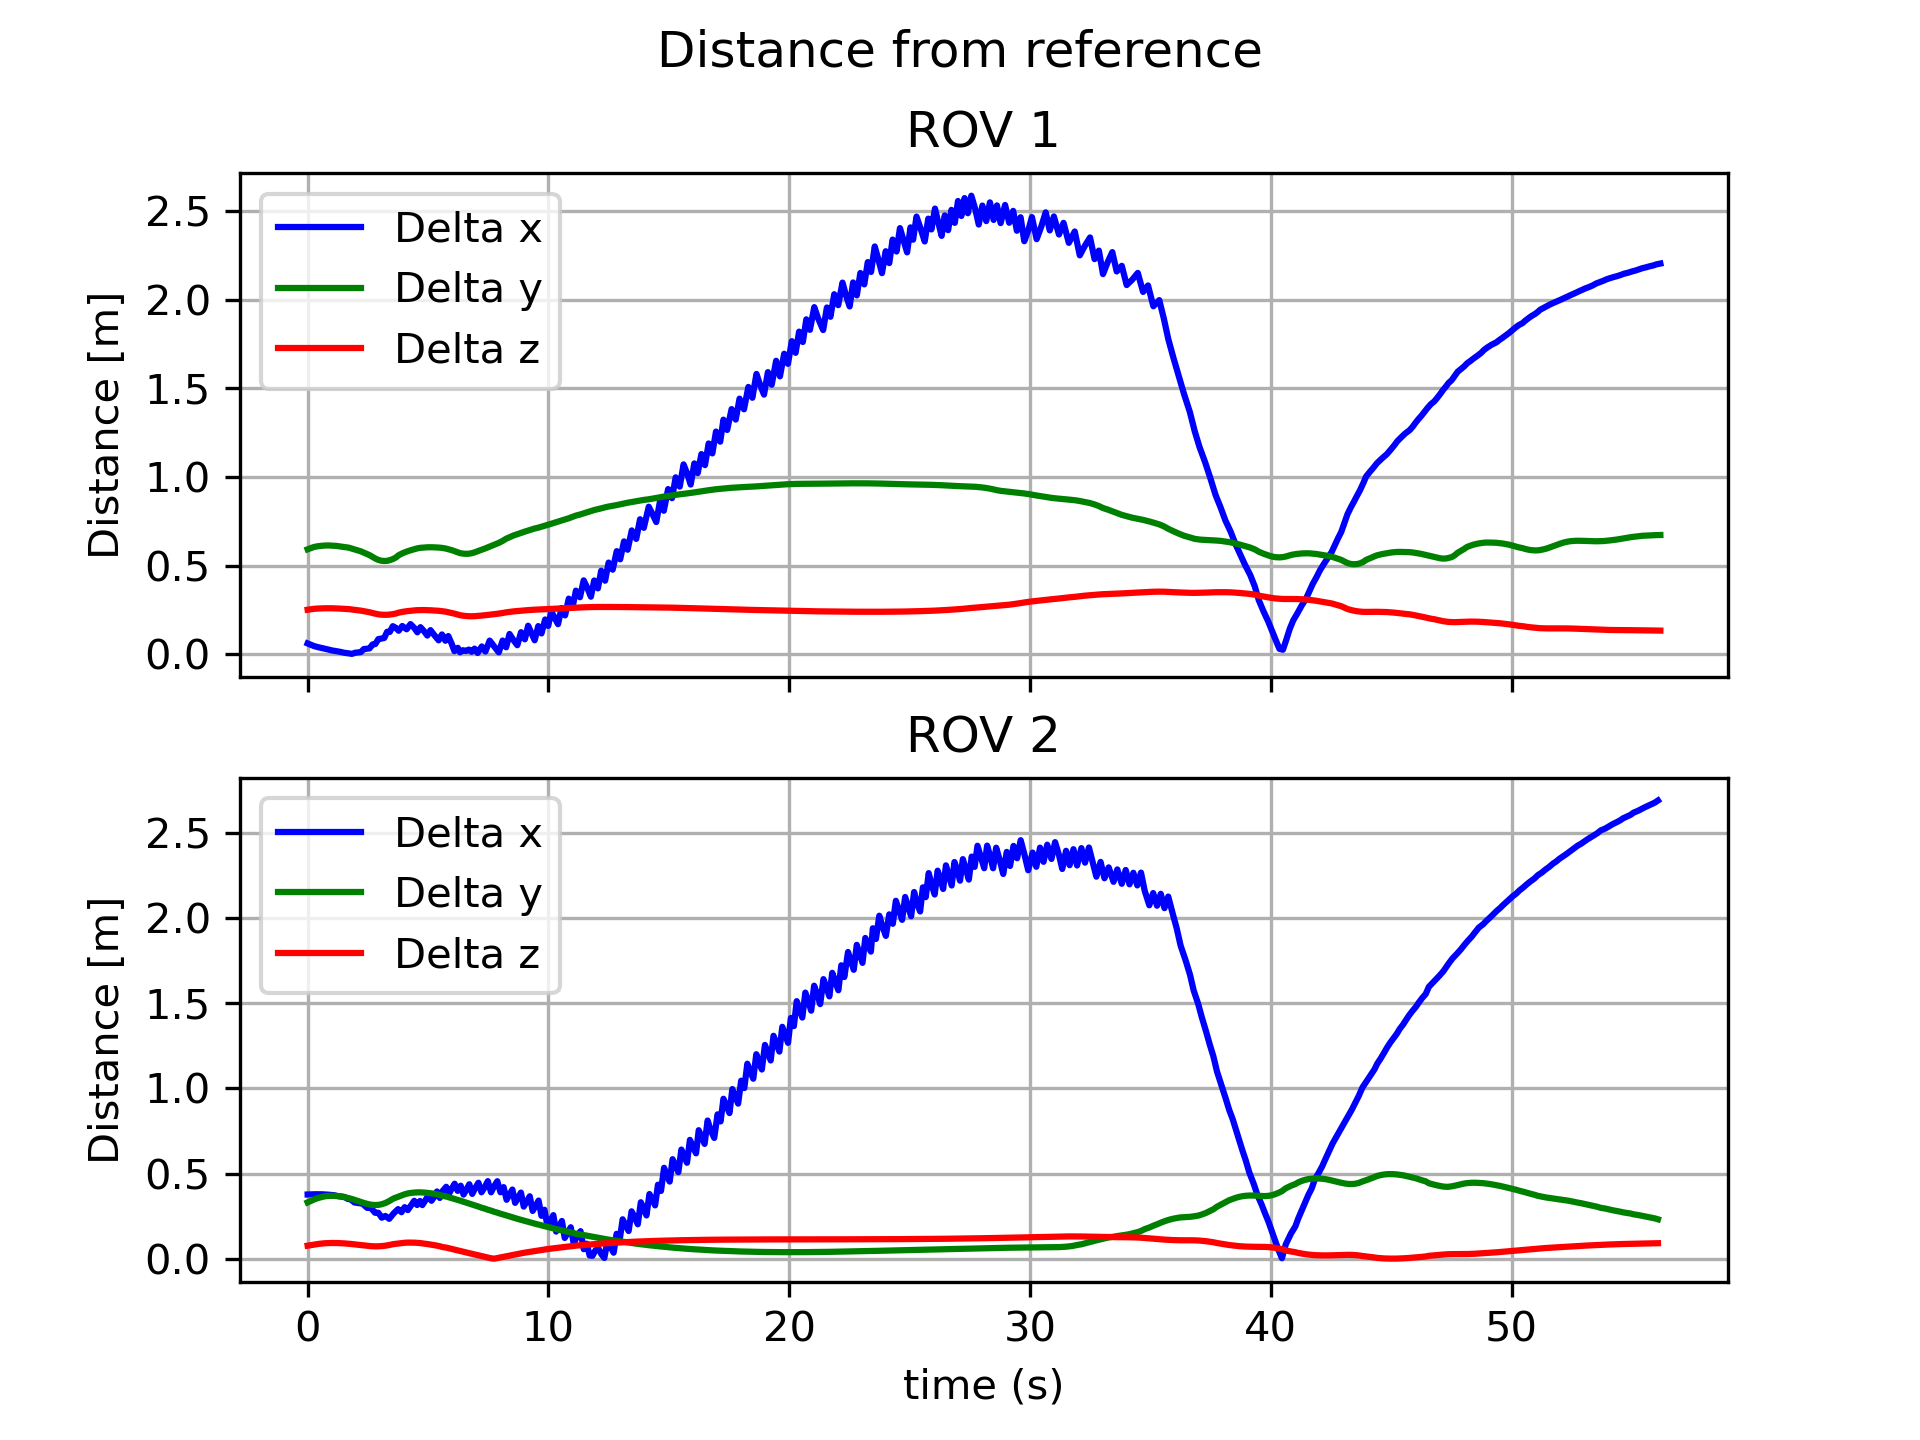 Distance from reference
ROV 1
2.5
2.0
1.5
1.0
0.5
0.0
Distance [m]
Delta x
Delta y
Delta z
ROV 2
2.5
2.0
1.5
1.0
0.5
0.0
Distance [m]
Delta x
Delta y
Delta z
0 10 20 30 40 50
time (s)